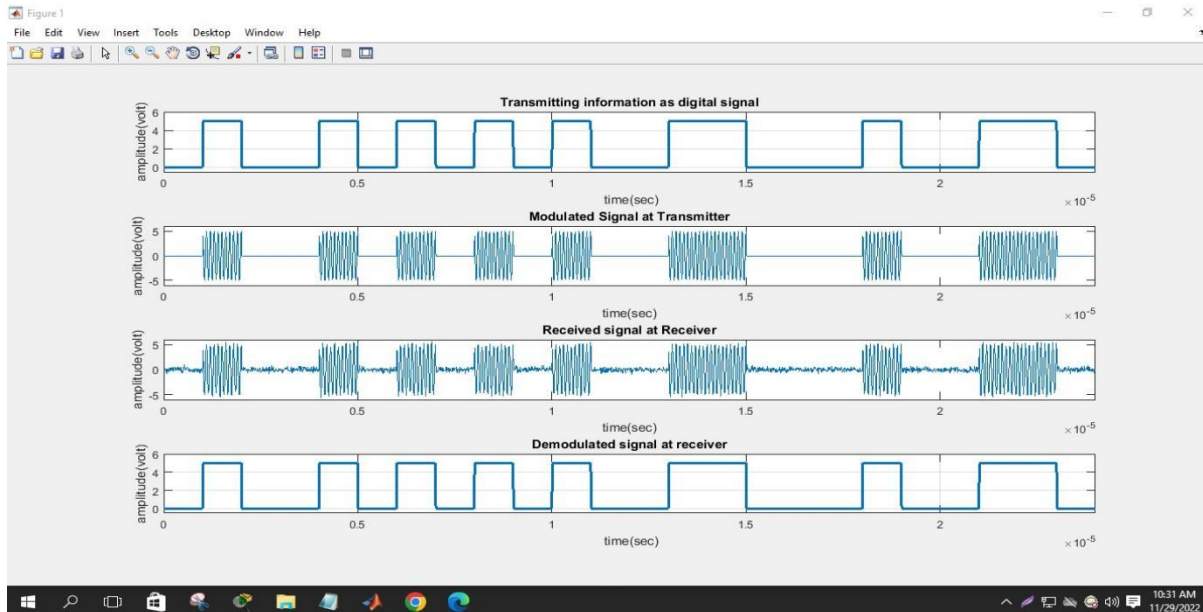 Figure 1
File Edit View Insert Tools Desktop Window Help
Transmitting information as digital signal
amplitude(volt)
6
4
2
0
0 0.5 1 1.5 2
time(sec)
×10-5
Modulated Signal at Transmitter
amplitude(volt)
5
0
-5
0 0.5 1 1.5 2
time(sec)
×10-5
Received signal at Receiver
amplitude(volt)
5
0
-5
0 0.5 1 1.5 2
time(sec)
×10-5
Demodulated signal at receiver
amplitude(volt)
6
4
2
0
0 0.5 1 1.5 2
time(sec)
×10-5
10:31 AM
11/29/2022